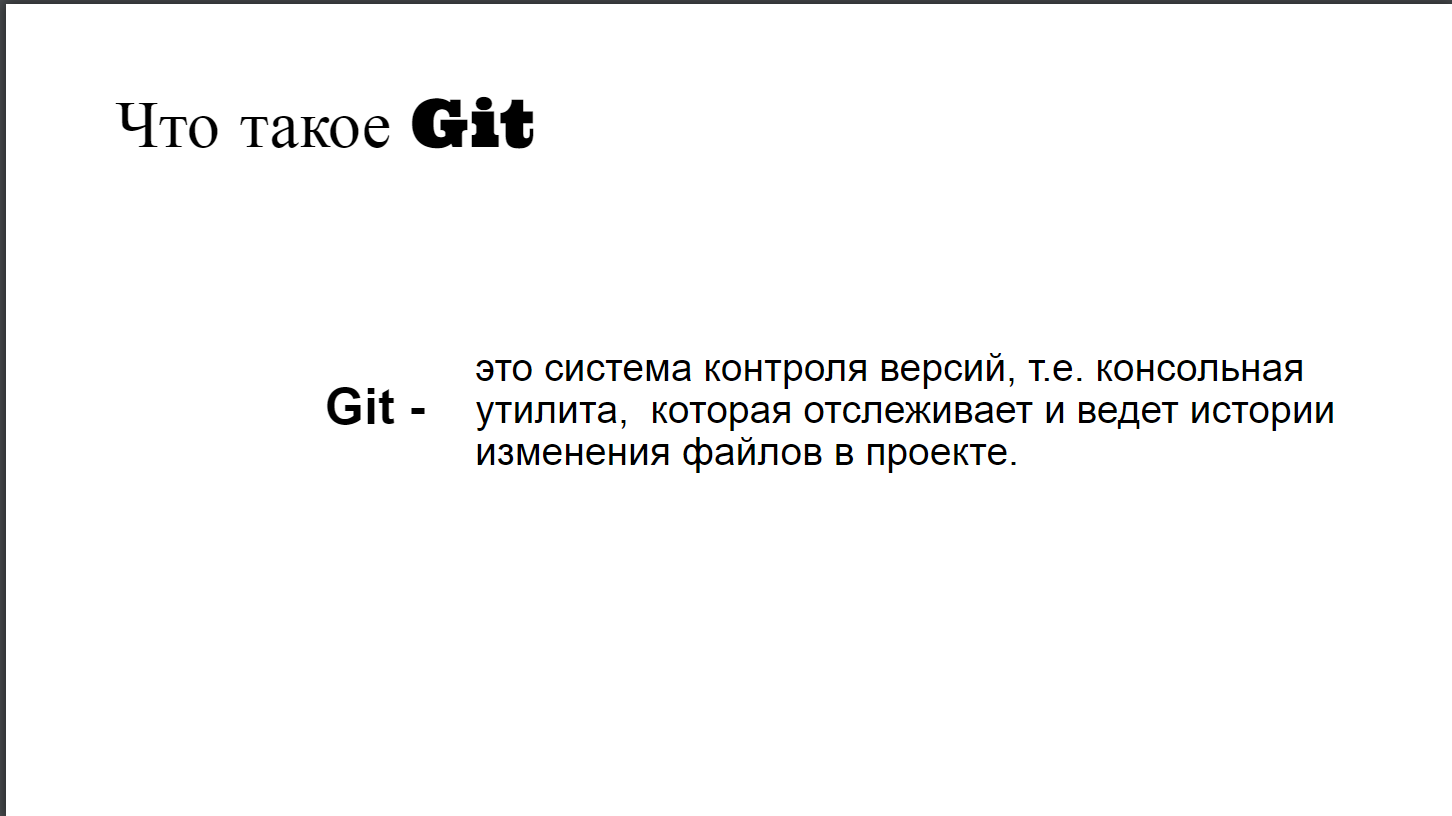 Что такое Git
Git -
это система контроля версий, т.е. консольная
утилита,  которая отслеживает и ведет истории
изменения файлов в проекте.